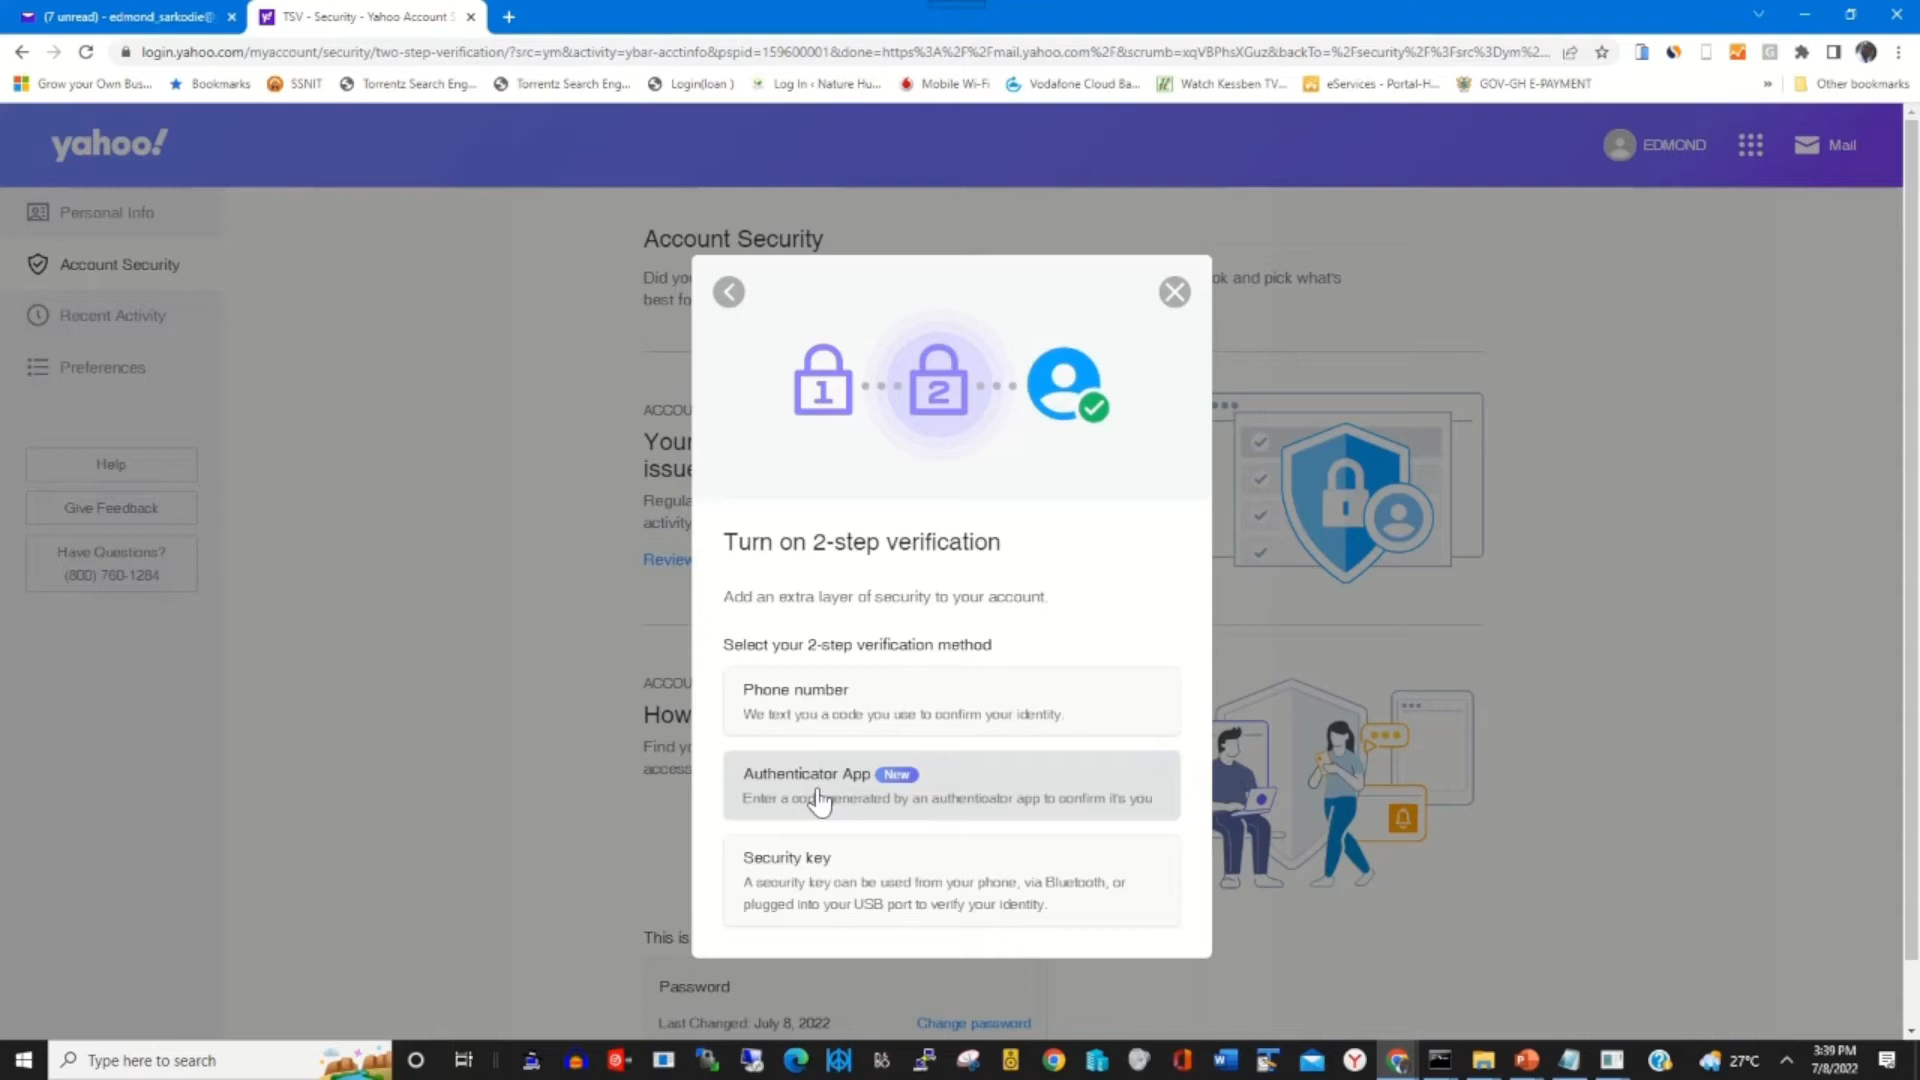 (7 unread) - edmond_sarkodie@
TSV - Security - Yahoo Account S
login.yahoo.com/myaccount/security/two-step-verification/?src=ym&activity=ybar-acctinfo&pspid=159600001&done=https%3A%2F%2Fmail.yahoo.com%2F&scrumb=xqVBPhsXGuz&backTo=%2Fsecurity%2F%3Fsrc%3Dym%2...
Grow your Own Bus...
Bookmarks
SSNIT
Torrentz Search Eng...
Torrentz Search Eng...
Login(loan )
Log In ‹ Nature Hu...
Mobile Wi-Fi
Vodafone Cloud Ba...
Watch Kessben TV...
eServices - Portal-H...
GOV-GH E-PAYMENT
»
Other bookmarks
yahoo!
EDMOND
Mail
Personal Info
Account Security
Recent Activity
Preferences
Help
Give Feedback
Have Questions?
(800) 760-1284
Account Security
Did you
ok and pick what's
best fo
ACCOU
Your
issue
Regula
activity
Review
ACCOU
How
Find yo
access
This is
1
2
Turn on 2-step verification
Add an extra layer of security to your account.
Select your 2-step verification method
Phone number
We text you a code you use to confirm your identity.
Authenticator App New
Enter a code generated by an authenticator app to confirm it's you
Security key
A security key can be used from your phone, via Bluetooth, or
plugged into your USB port to verify your identity.
Password
Last Changed: July 8, 2022
Change password
Type here to search
27°C
3:39 PM
7/8/2022